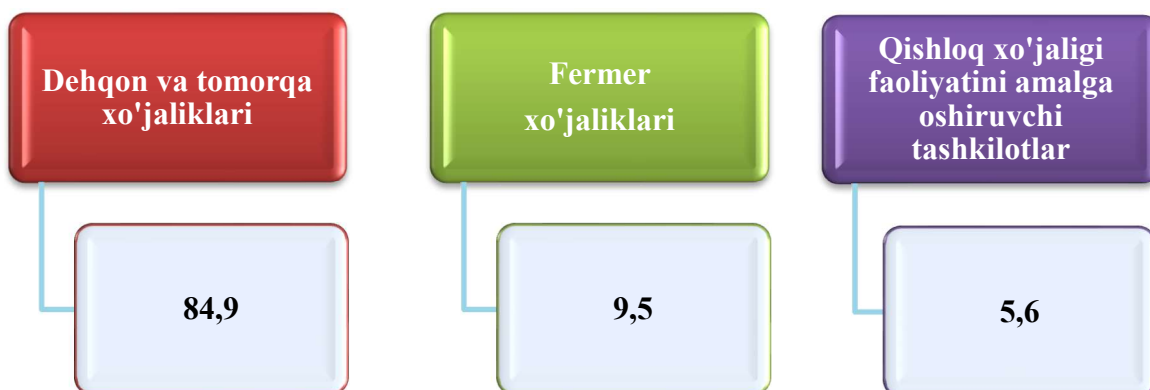 Dehqon va tomorqa
xo'jaliklari
84,9
Fermer
xo'jaliklari
9,5
Qishloq xo'jaligi
faoliyatini amalga
oshiruvchi
tashkilotlar
5,6